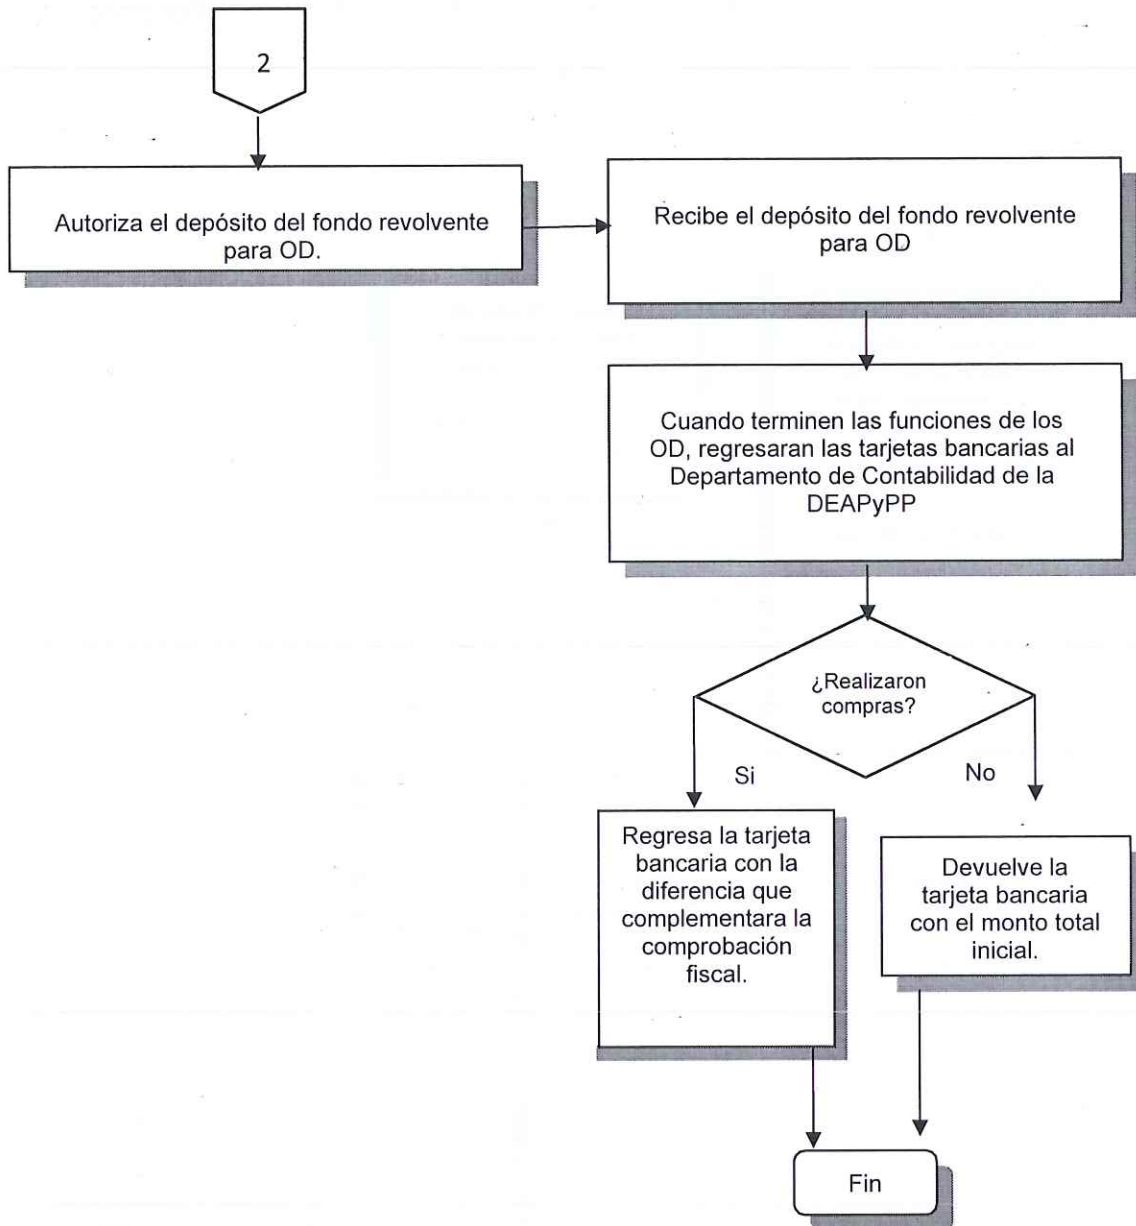 2
Autoriza el depósito del fondo revolvente
para OD.
Recibe el depósito del fondo revolvente
para OD
Cuando terminen las funciones de los
OD, regresaran las tarjetas bancarias al
Departamento de Contabilidad de la
DEAPyPP
¿Realizaron
compras?
Si
No
Regresa la tarjeta
bancaria con la
diferencia que
complementara la
comprobación
fiscal.
Devuelve la
tarjeta bancaria
con el monto total
inicial.
Fin